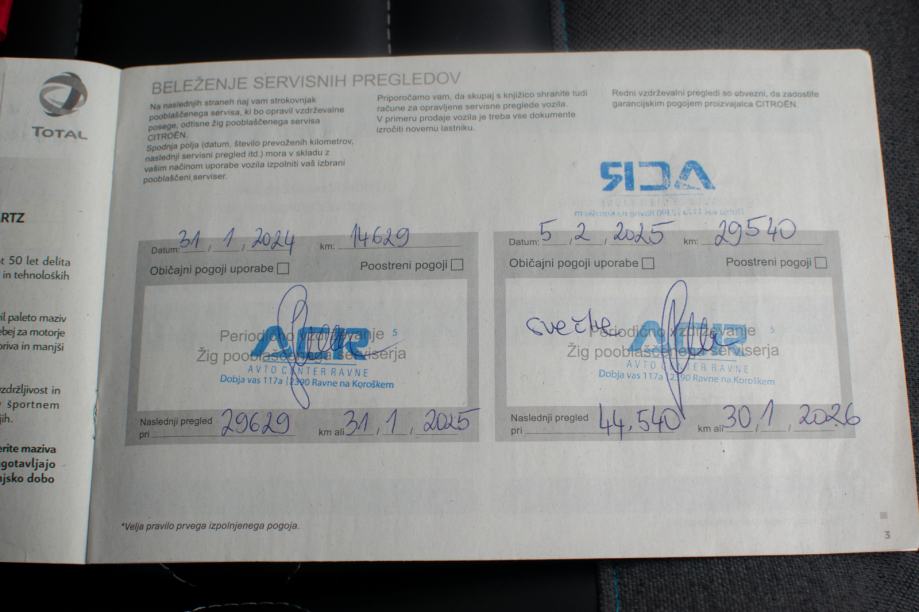 TOTAL
RTZ
t 50 let delita
in tehnoloških
il paleto maziv
ebej za motorje
oriva in manjši
vzdržljivost in
v športnem
jih.
erite maziva
gotavljajo
ajsko dobo
BELEŽENJE SERVISNIH PREGLEDOV
Na naslednjih straneh naj vam strokovnjak
pooblaščenega servisa, ki bo opravil vzdrževalne
posege, odtisne žig pooblaščenega servisa
CITROËN.
Spodnja polja (datum, število prevoženih kilometrov,
naslednji servisni pregled itd.) mora v skladu z
vašim načinom uporabe vozila izpolniti vaš izbrani
pooblaščeni serviser.
Priporočamo vam, da skupaj s knjižico shranite tudi
račune za opravljene servisne preglede vozila.
V primeru prodaje vozila je treba vse dokumente
izročiti novemu lastniku.
Redni vzdrževalni pregledi so obvezni, da zadostite
garancijskim pogojem proizvajalca CITROËN.
ACR
Datum: 31, 1, 2024 km: 14629
Običajni pogoji uporabe Poostreni pogoji
Periodično vzdrževanje
Žig pooblaščenega serviserja
ACR 5
AVTO CENTER RAVNE
Dobja vas 117a 2390 Ravne na Koroškem
Naslednji pregled
pri 29629 km ali 31, 1, 2025
Datum: 5, 2, 2025 km: 29540
Običajni pogoji uporabe Poostreni pogoji
svečke
Periodično vzdrževanje
Žig pooblaščenega serviserja
ACR 5
AVTO CENTER RAVNE
Dobja vas 117a 2390 Ravne na Koroškem
Naslednji pregled
pri 44.540 km ali 30, 1, 2026
*Velja pravilo prvega izpolnjenega pogoja.
3